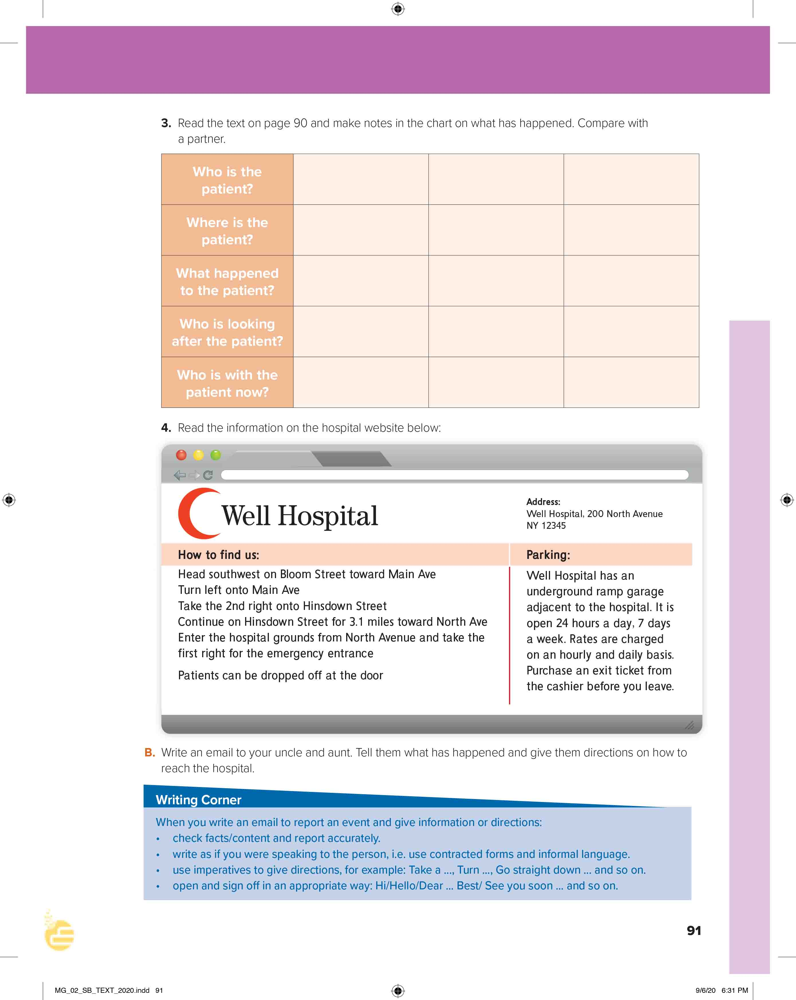 3. Read the text on page 90 and make notes in the chart on what has happened. Compare with
a partner.
Who is the
patient?
Where is the
patient?
What happened
to the patient?
Who is looking
after the patient?
Who is with the
patient now?
4. Read the information on the hospital website below:
Well Hospital
Address:
Well Hospital, 200 North Avenue
NY 12345
How to find us:
Head southwest on Bloom Street toward Main Ave
Turn left onto Main Ave
Take the 2nd right onto Hinsdown Street
Continue on Hinsdown Street for 3.1 miles toward North Ave
Enter the hospital grounds from North Avenue and take the
first right for the emergency entrance
Patients can be dropped off at the door
Parking:
Well Hospital has an
underground ramp garage
adjacent to the hospital. It is
open 24 hours a day, 7 days
a week. Rates are charged
on an hourly and daily basis.
Purchase an exit ticket from
the cashier before you leave.
B. Write an email to your uncle and aunt. Tell them what has happened and give them directions on how to
reach the hospital.
Writing Corner
When you write an email to report an event and give information or directions:
• check facts/content and report accurately.
• write as if you were speaking to the person, i.e. use contracted forms and informal language.
• use imperatives to give directions, for example: Take a ..., Turn ..., Go straight down ... and so on.
• open and sign off in an appropriate way: Hi/Hello/Dear ... Best/ See you soon ... and so on.
91
MG_02_SB_TEXT_2020.indd 91
9/6/20 6:31 PM